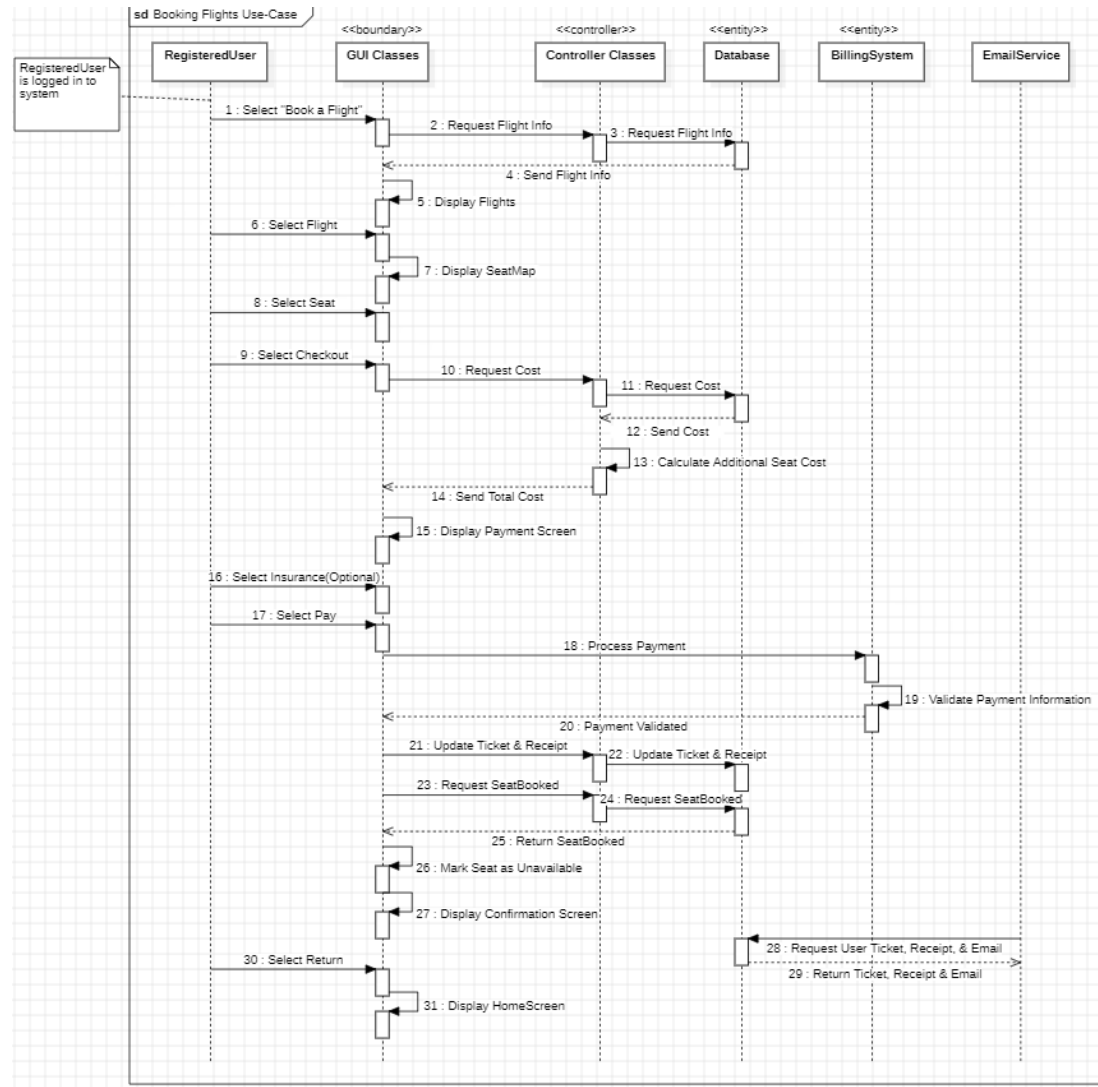 sd Booking Flights Use-Case
<<boundary>>
<<controller>>
<<entity>>
<<entity>>
RegisteredUser
GUI Classes
Controller Classes
Database
BillingSystem
EmailService
RegisteredUser
is logged in to
system
1 : Select "Book a Flight"
2 : Request Flight Info
3 : Request Flight Info
4 : Send Flight Info
5 : Display Flights
6 : Select Flight
7 : Display SeatMap
8 : Select Seat
9 : Select Checkout
10 : Request Cost
11 : Request Cost
12 : Send Cost
13 : Calculate Additional Seat Cost
14 : Send Total Cost
15 : Display Payment Screen
16 : Select Insurance(Optional)
17 : Select Pay
18 : Process Payment
19 : Validate Payment Information
20 : Payment Validated
21 : Update Ticket & Receipt
22 : Update Ticket & Receipt
23 : Request SeatBooked
24 : Request SeatBooked
25 : Return SeatBooked
26 : Mark Seat as Unavailable
27 : Display Confirmation Screen
28 : Request User Ticket, Receipt, & Email
29 : Return Ticket, Receipt & Email
30 : Select Return
31 : Display HomeScreen